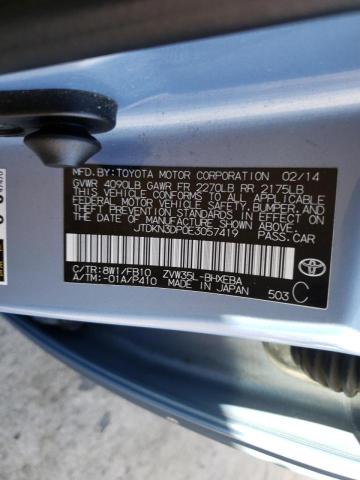 MFD. BY: TOYOTA MOTOR CORPORATION 02/14
GVWR 4090LB GAWR FR 2270LB RR 2175LB
THIS VEHICLE CONFORMS TO ALL APPLICABLE
FEDERAL MOTOR VEHICLE SAFETY, BUMPER, AND
THEFT PREVENTION STANDARDS IN EFFECT ON
THE DATE OF MANUFACTURE SHOWN ABOVE.
JTDKN3DP0E3057419 PASS.CAR
C/TR: 8W1/FB10 ZVW35L-BHXEBA
A/TM: -01A/P410 MADE IN JAPAN 503 C
TOYOTA